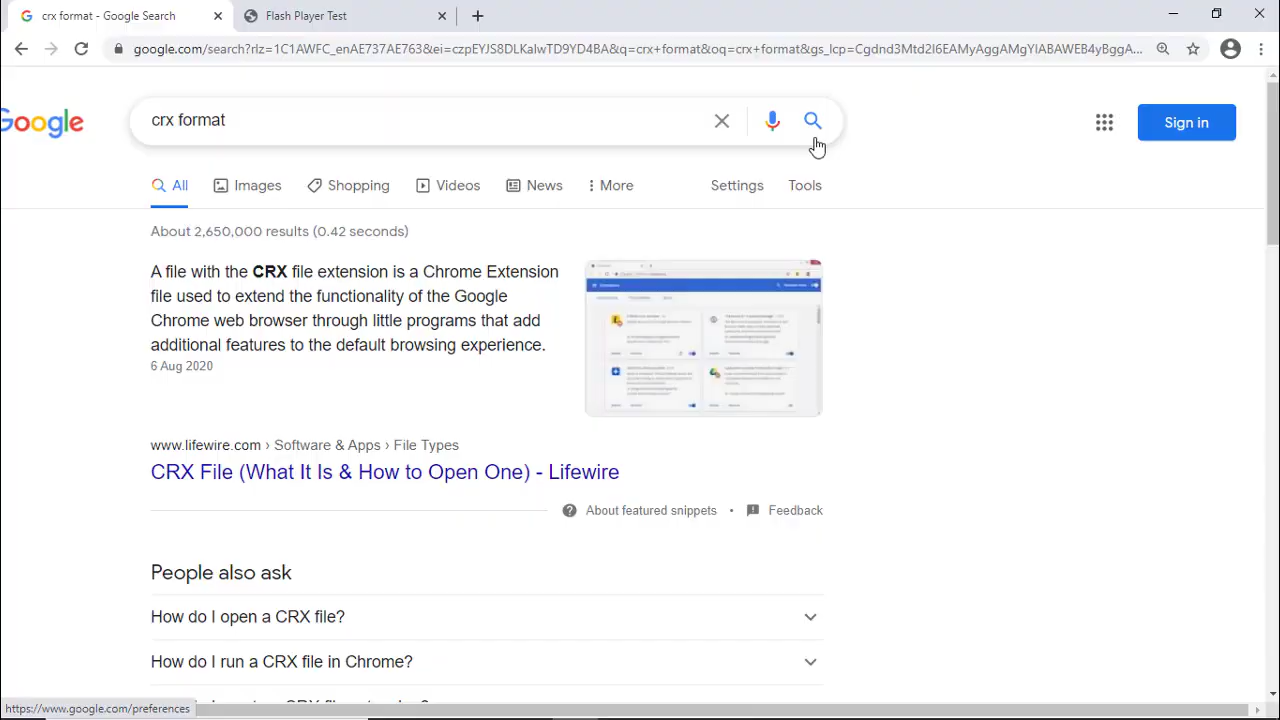 crx format - Google Search
Flash Player Test
google.com/search?rlz=1C1AWFC_enAE737AE763&ei=czpEYJS8DLKalwTD9YD4BA&q=crx+format&oq=crx+format&gs_lcp=Cgdnd3Mtd2l6EAMyAggAMgYIABAWEB4yBggA...
Google
crx format
Sign in
All
Images
Shopping
Videos
News
More
Settings
Tools
About 2,650,000 results (0.42 seconds)
A file with the CRX file extension is a Chrome Extension
file used to extend the functionality of the Google
Chrome web browser through little programs that add
additional features to the default browsing experience.
6 Aug 2020
www.lifewire.com › Software & Apps › File Types
CRX File (What It Is & How to Open One) - Lifewire
About featured snippets
•
Feedback
People also ask
How do I open a CRX file?
How do I run a CRX file in Chrome?
https://www.google.com/preferences